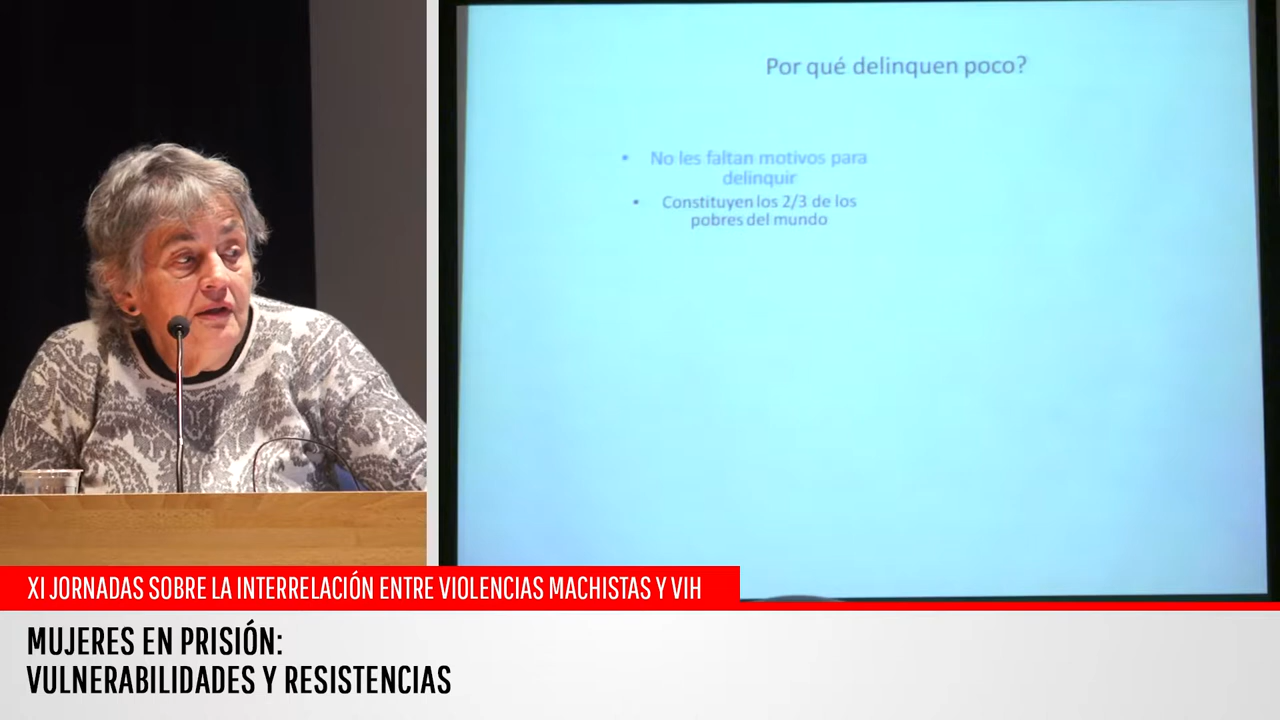 Por qué delinquen poco?
• No les faltan motivos para
delinquir
• Constituyen los 2/3 de los
pobres del mundo
XI JORNADAS SOBRE LA INTERRELACIÓN ENTRE VIOLENCIAS MACHISTAS Y VIH
MUJERES EN PRISIÓN:
VULNERABILIDADES Y RESISTENCIAS